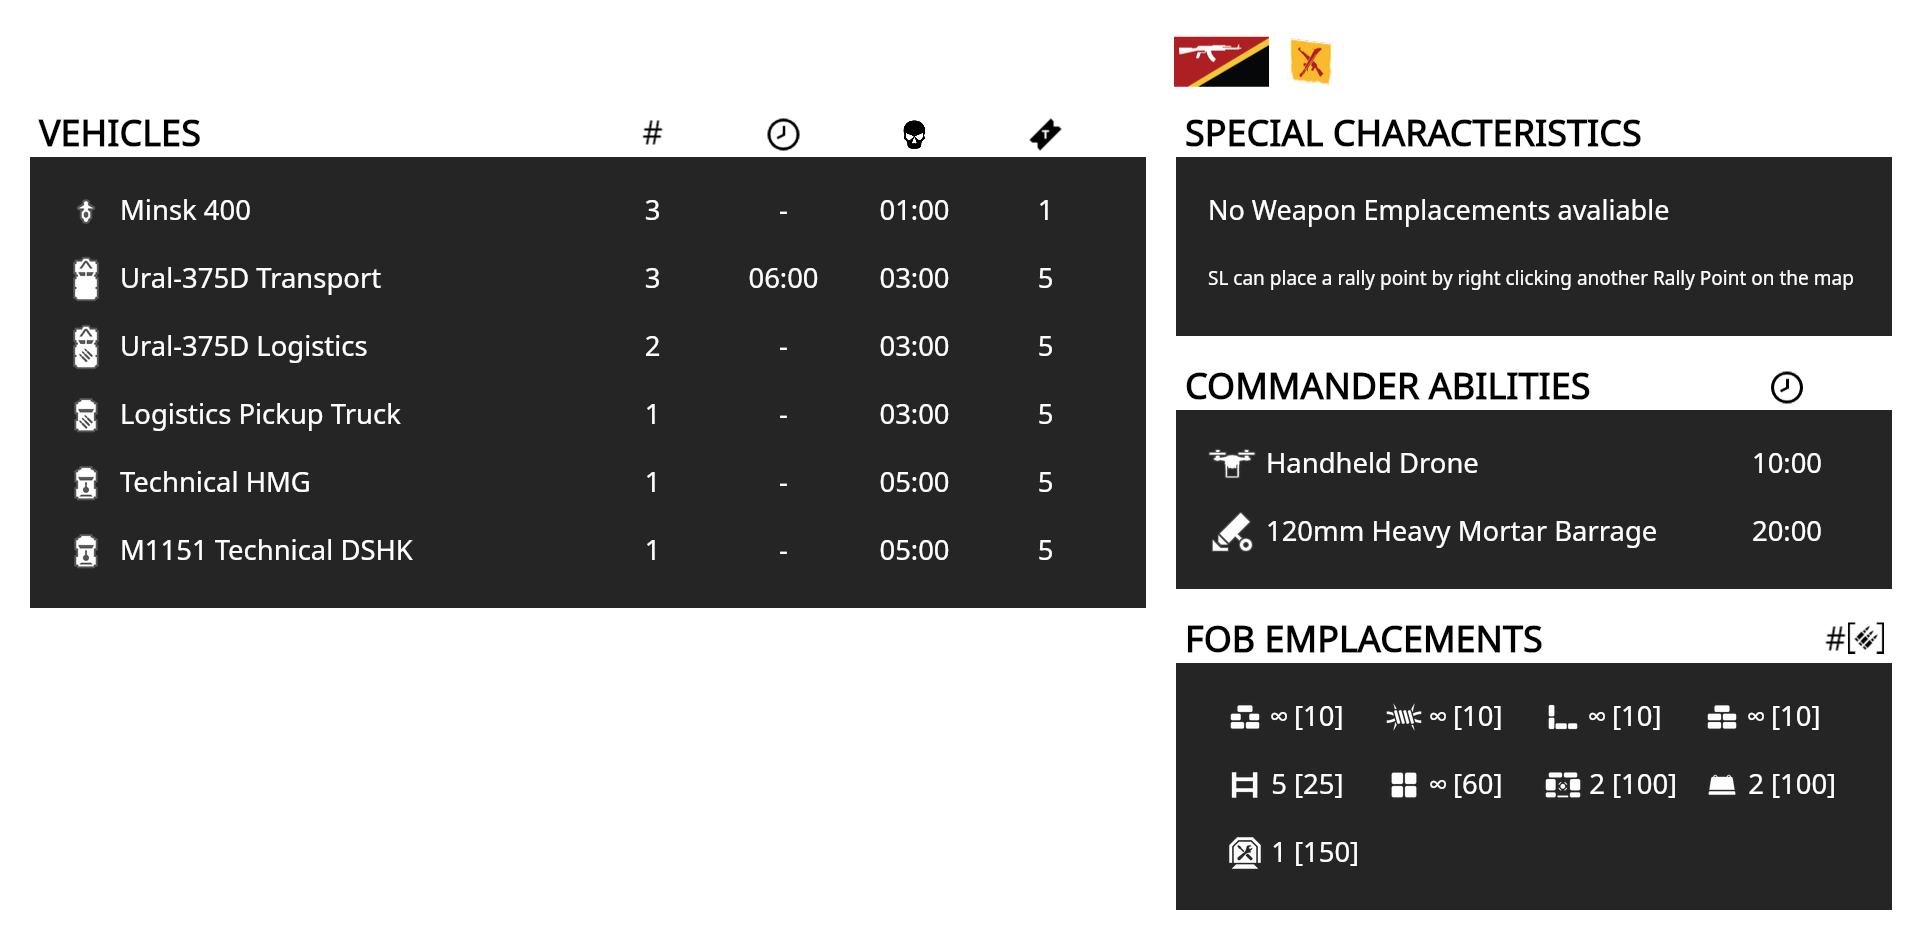 VEHICLES #
Minsk 400 3 - 01:00 1
Ural-375D Transport 3 06:00 03:00 5
Ural-375D Logistics 2 - 03:00 5
Logistics Pickup Truck 1 - 03:00 5
Technical HMG 1 - 05:00 5
M1151 Technical DSHK 1 - 05:00 5
SPECIAL CHARACTERISTICS
No Weapon Emplacements avaliable
SL can place a rally point by right clicking another Rally Point on the map
COMMANDER ABILITIES
Handheld Drone 10:00
120mm Heavy Mortar Barrage 20:00
FOB EMPLACEMENTS #[]
∞ [10] ∞ [10] ∞ [10] ∞ [10]
5 [25] ∞ [60] 2 [100] 2 [100]
1 [150]